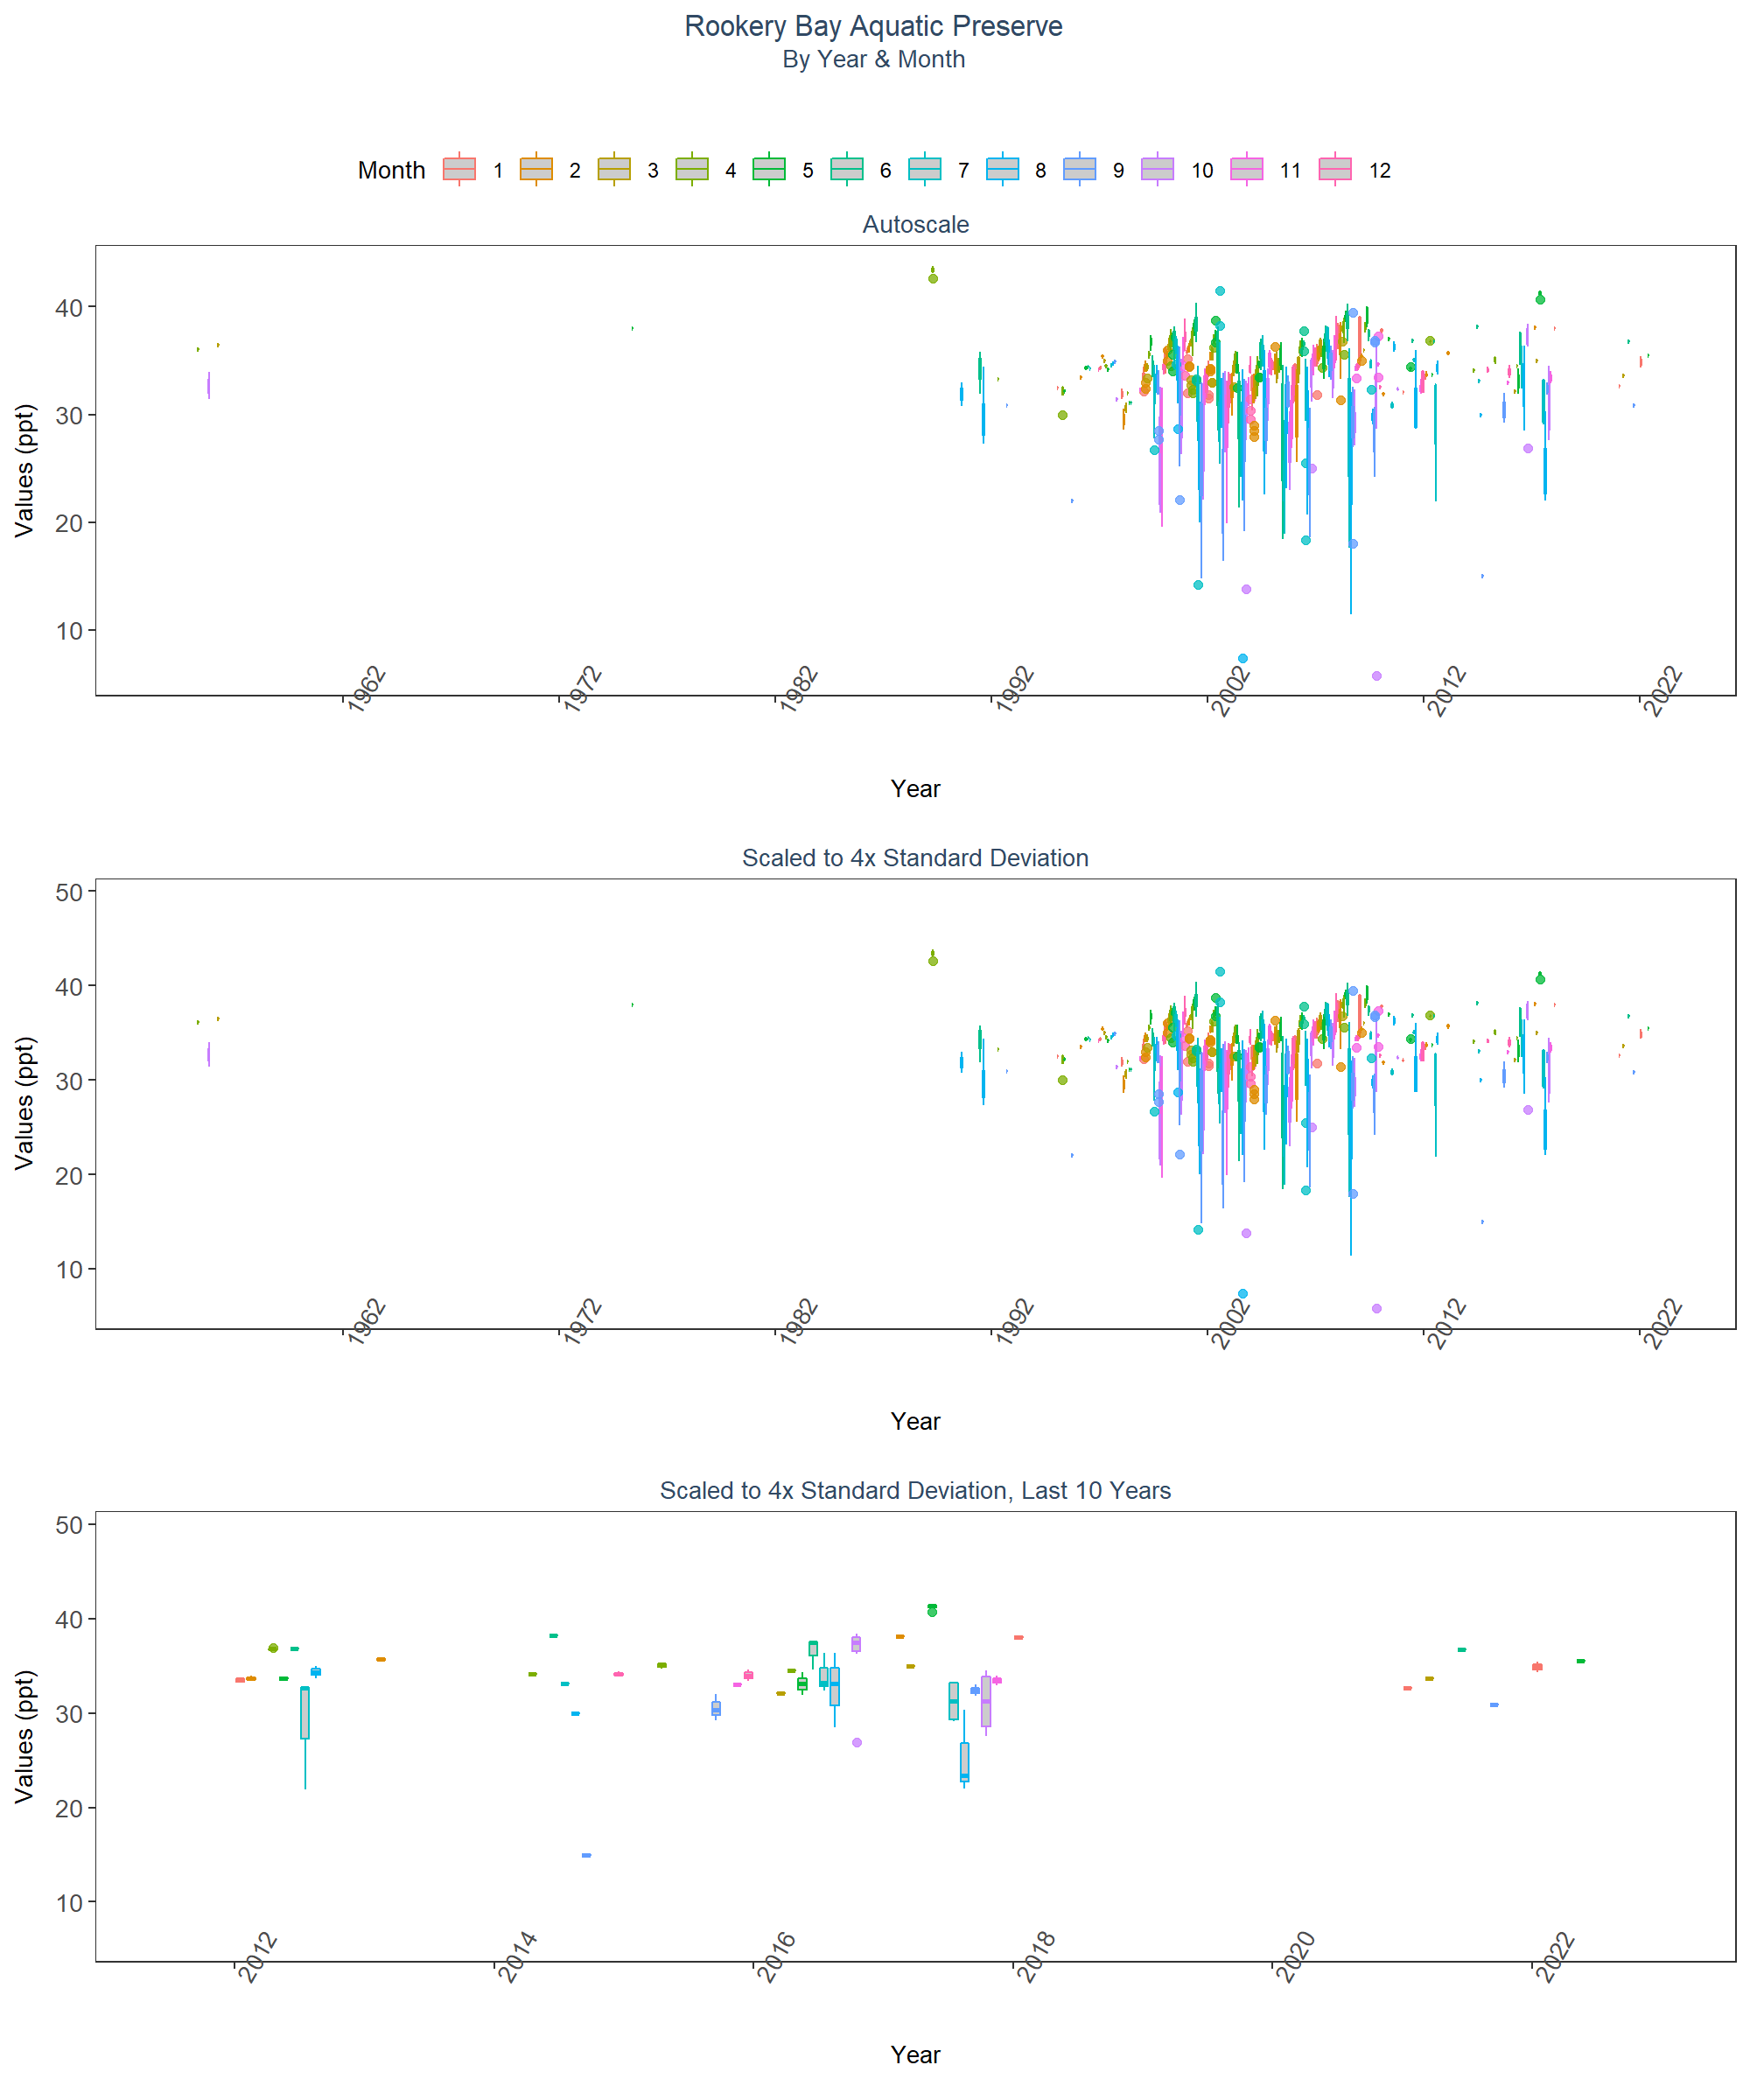 Rookery Bay Aquatic Preserve
By Year & Month
Month 1 2 3 4 5 6 7 8 9 10 11 12
Autoscale
Values (ppt)
40
30
20
10
1962 1972 1982 1992 2002 2012 2022
Year
Scaled to 4x Standard Deviation
Values (ppt)
50
40
30
20
10
1962 1972 1982 1992 2002 2012 2022
Year
Scaled to 4x Standard Deviation, Last 10 Years
Values (ppt)
50
40
30
20
10
2012 2014 2016 2018 2020 2022
Year